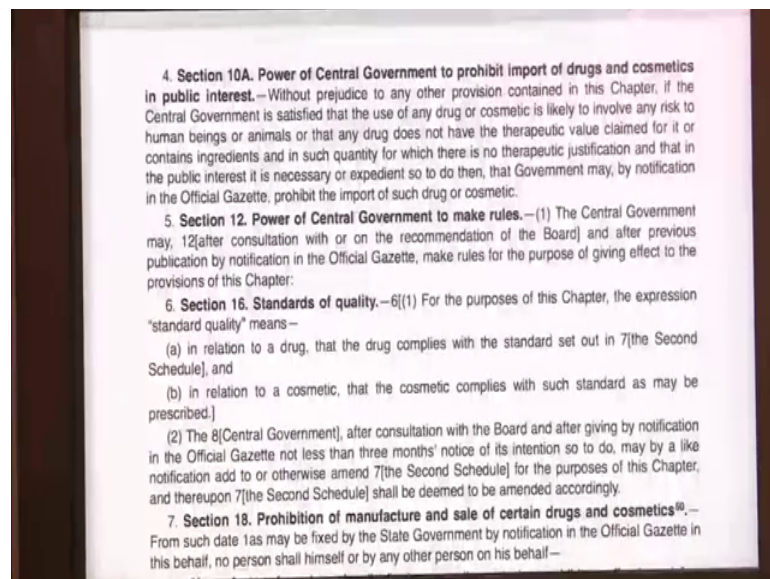 4. Section 10A. Power of Central Government to prohibit import of drugs and cosmetics
in public interest.—Without prejudice to any other provision contained in this Chapter, if the
Central Government is satisfied that the use of any drug or cosmetic is likely to involve any risk to
human beings or animals or that any drug does not have the therapeutic value claimed for it or
contains ingredients and in such quantity for which there is no therapeutic justification and that in
the public interest it is necessary or expedient so to do then, that Government may, by notification
in the Official Gazette, prohibit the import of such drug or cosmetic.
5. Section 12. Power of Central Government to make rules.—(1) The Central Government
may, 12[after consultation with or on the recommendation of the Board] and after previous
publication by notification in the Official Gazette, make rules for the purpose of giving effect to the
provisions of this Chapter:
6. Section 16. Standards of quality.—6[(1) For the purposes of this Chapter, the expression
"standard quality" means—
(a) in relation to a drug, that the drug complies with the standard set out in 7[the Second
Schedule], and
(b) in relation to a cosmetic, that the cosmetic complies with such standard as may be
prescribed.]
(2) The 8[Central Government], after consultation with the Board and after giving by notification
in the Official Gazette not less than three months' notice of its intention so to do, may by a like
notification add to or otherwise amend 7[the Second Schedule] for the purposes of this Chapter,
and thereupon 7[the Second Schedule] shall be deemed to be amended accordingly.
7. Section 18. Prohibition of manufacture and sale of certain drugs and cosmetics⁶⁰.—
From such date 1as may be fixed by the State Government by notification in the Official Gazette in
this behalf, no person shall himself or by any other person on his behalf—